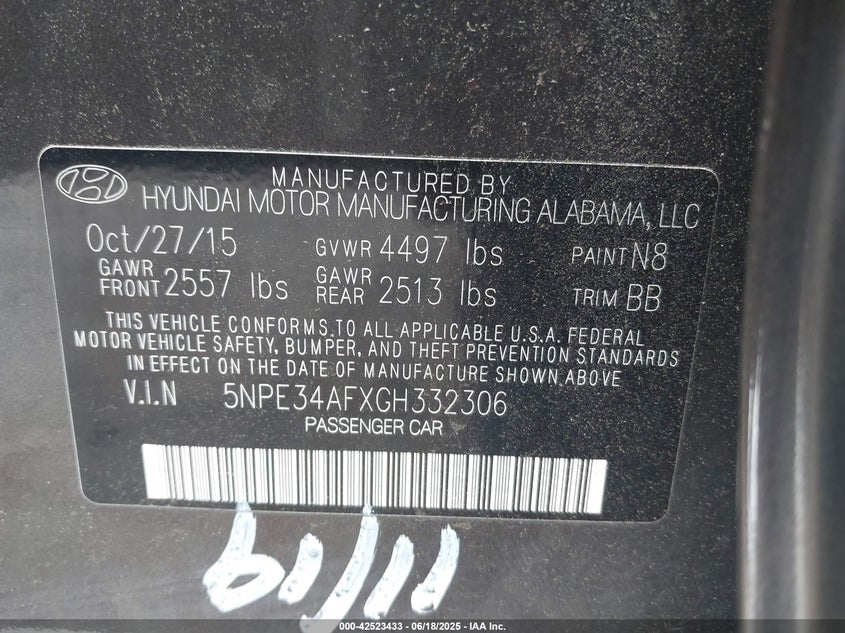 MANUFACTURED BY
HYUNDAI MOTOR MANUFACTURING ALABAMA, LLC
Oct/27/15 GVWR 4497 lbs PAINT N8
GAWR FRONT 2557 lbs GAWR REAR 2513 lbs TRIM BB
THIS VEHICLE CONFORMS TO ALL APPLICABLE U.S.A. FEDERAL
MOTOR VEHICLE SAFETY, BUMPER, AND THEFT PREVENTION STANDARDS
IN EFFECT ON THE DATE OF MANUFACTURE SHOWN ABOVE
V.I.N 5NPE34AFXGH332306
PASSENGER CAR
000-42523433 - 06/18/2025 - IAA Inc.